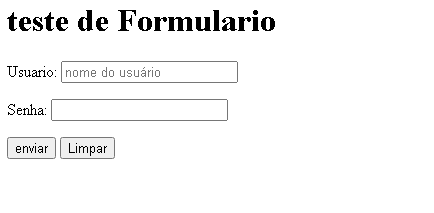 teste de Formulario
Usuario: nome do usuário
Senha:
enviar Limpar